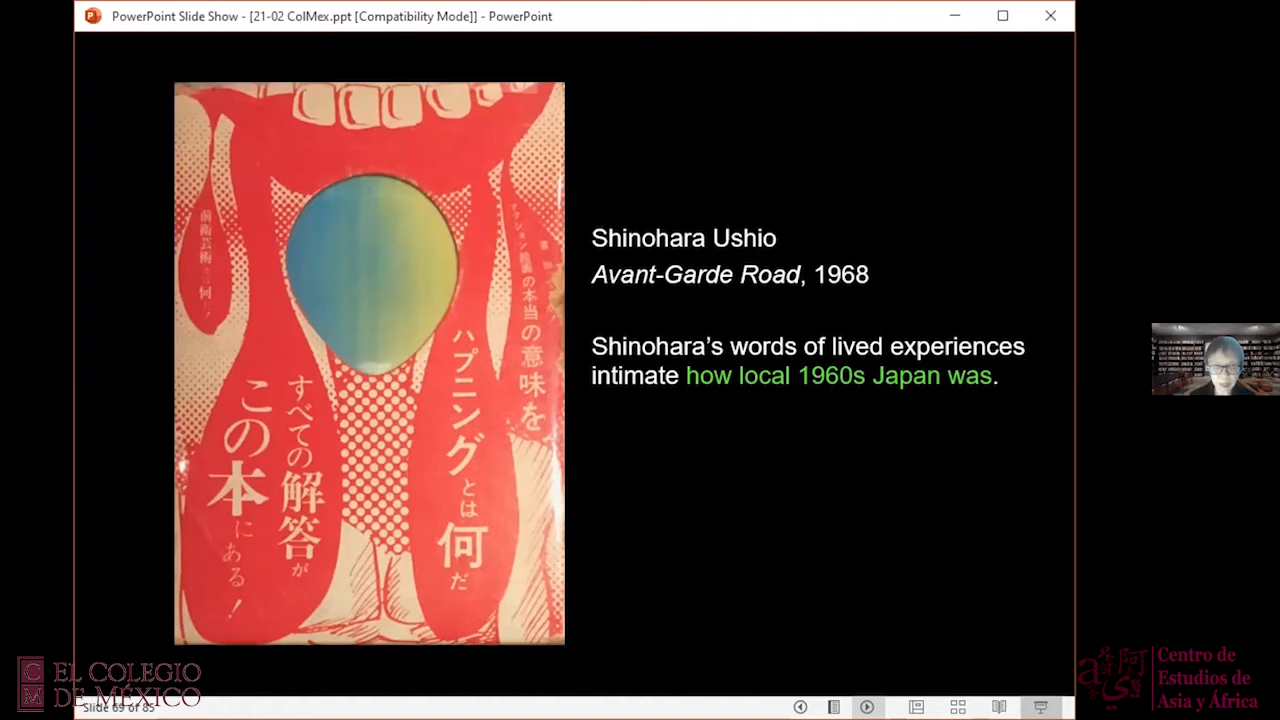 PowerPoint Slide Show - [21-02 ColMex.ppt [Compatibility Mode]] - PowerPoint
アクション絵画の本当の意味を
ハプニングとは何だ
すべての解答が
この本にある!
前衛芸術とは何だ!
Shinohara Ushio
Avant-Garde Road, 1968
Shinohara’s words of lived experiences
intimate how local 1960s Japan was.
EL COLEGIO
DE MÉXICO
CM
Slide 69 of 85
Centro de
Estudios de
Asia y África